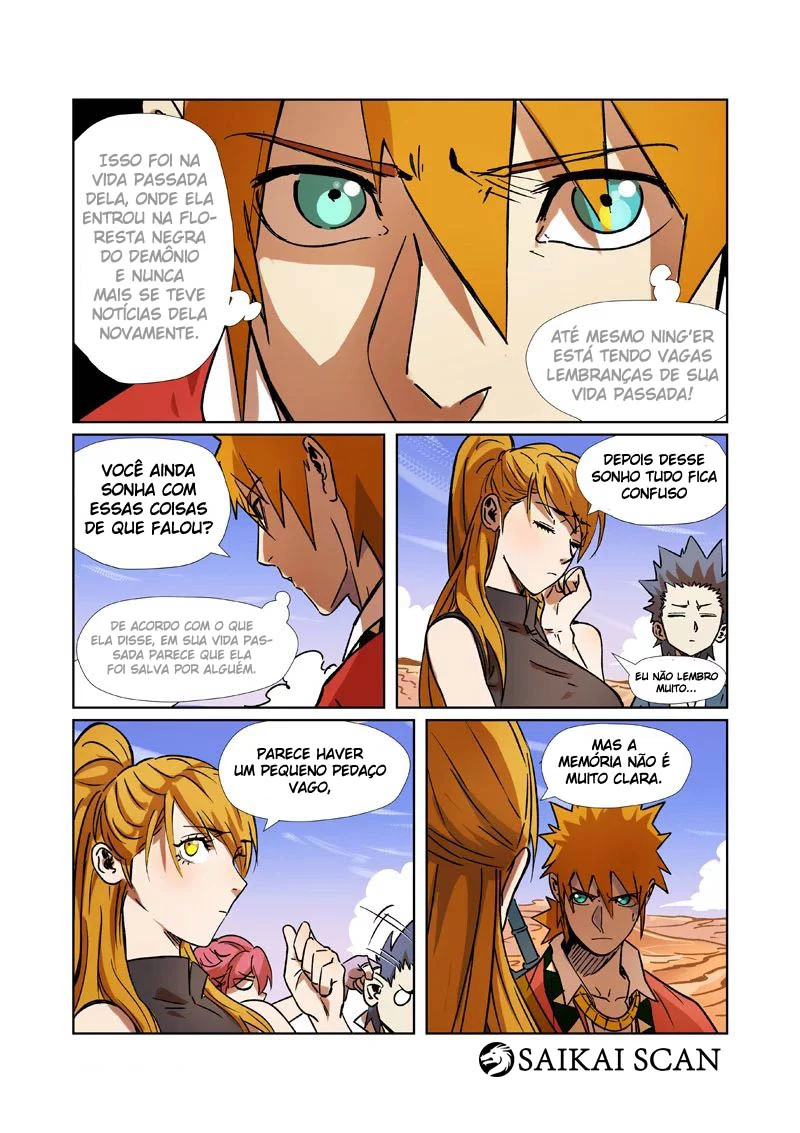 ISSO FOI NA
VIDA PASSADA
DELA, ONDE ELA
ENTROU NA FLO-
RESTA NEGRA
DO DEMÔNIO
E NUNCA
MAIS SE TEVE
NOTÍCIAS DELA
NOVAMENTE.
ATÉ MESMO NING'ER
ESTÁ TENDO VAGAS
LEMBRANÇAS DE SUA
VIDA PASSADA!
VOCÊ AINDA
SONHA COM
ESSAS COISAS
DE QUE FALOU?
DE ACORDO COM O QUE
ELA DISSE, EM SUA VIDA PAS-
SADA PARECE QUE ELA
FOI SALVA POR ALGUÉM.
DEPOIS DESSE
SONHO TUDO FICA
CONFUSO
EU NÃO LEMBRO
MUITO...
PARECE HAVER
UM PEQUENO PEDAÇO
VAGO,
MAS A
MEMÓRIA NÃO É
MUITO CLARA.
SAIKAI SCAN